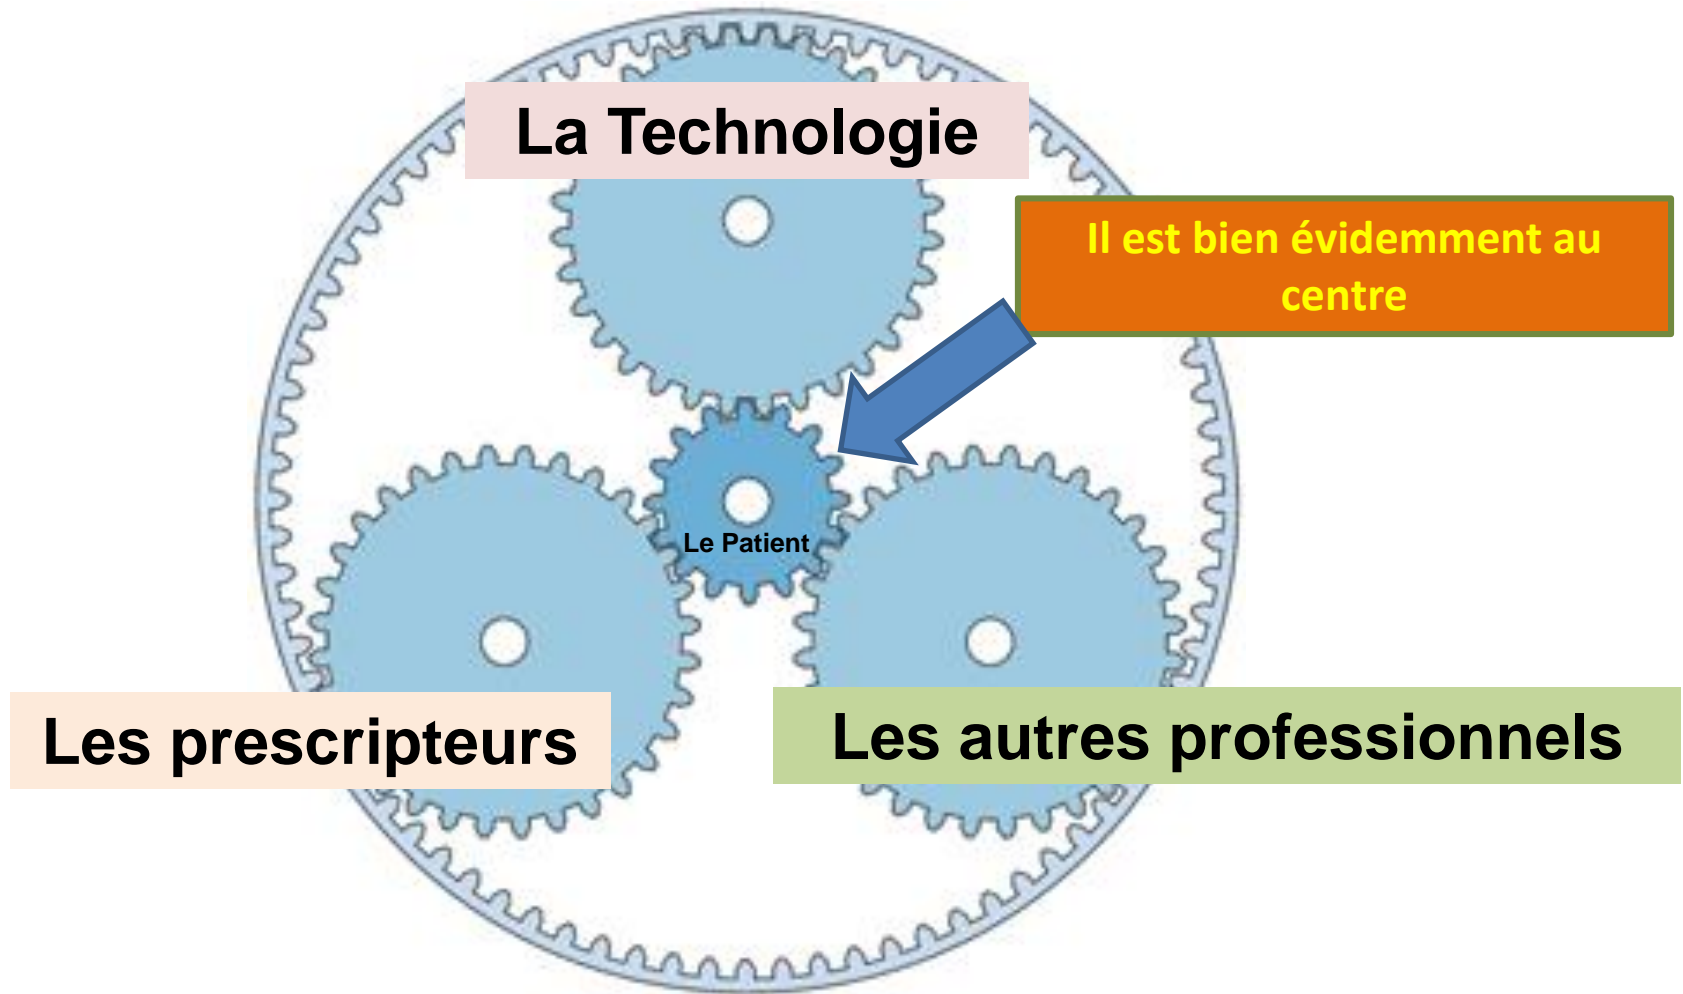 La Technologie
Il est bien évidemment au
centre
Le Patient
Les prescripteurs
Les autres professionnels